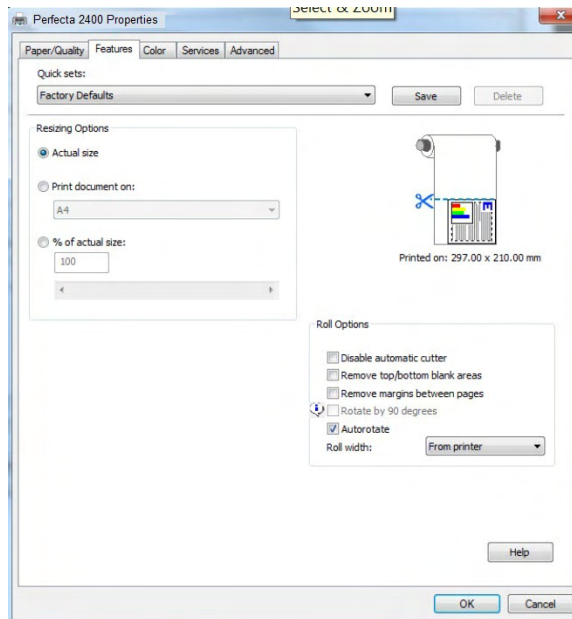 Select & Zoom
Perfecta 2400 Properties
Paper/Quality Features Color Services Advanced
Quick sets:
Factory Defaults Save Delete
Resizing Options
Actual size
Print document on:
A4
% of actual size:
100
Printed on: 297.00 x 210.00 mm
Roll Options
Disable automatic cutter
Remove top/bottom blank areas
Remove margins between pages
Rotate by 90 degrees
Autorotate
Roll width: From printer
Help
OK Cancel